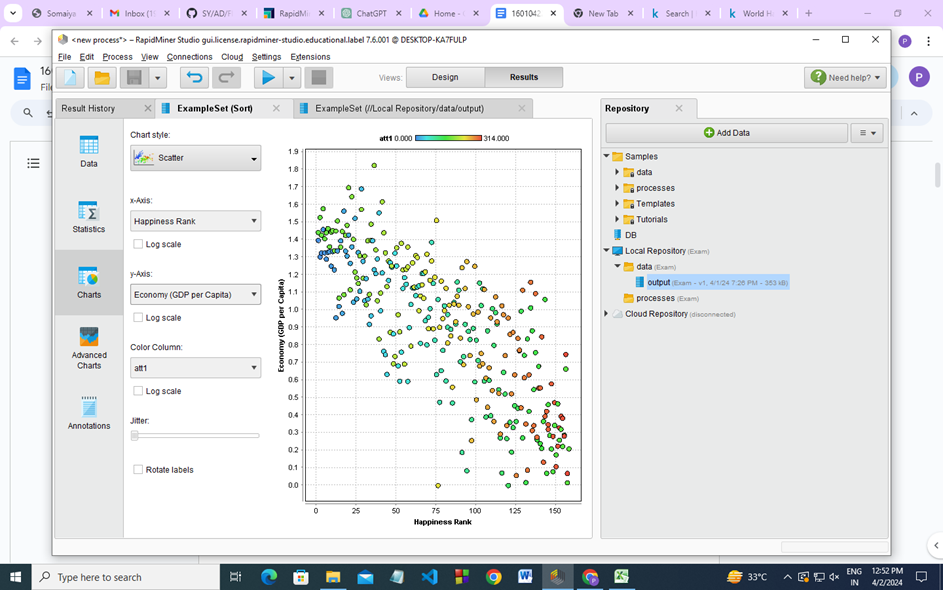 Somaiya
Inbox (1
SY/AD/F
RapidMi
ChatGPT
Home -
1601042
New Tab
Search |
World H
<new process*> – RapidMiner Studio gui.license.rapidminer-studio.educational.label 7.6.001 @ DESKTOP-KA7FULP
P
16
Fil
P
File Edit Process View Connections Cloud Settings Extensions
Views:
Design
Results
Need help?
Result History
ExampleSet (Sort)
ExampleSet (//Local Repository/data/output)
Repository
Data
Statistics
Charts
Advanced
Charts
Annotations
Chart style:
Scatter
x-Axis:
Happiness Rank
Log scale
y-Axis:
Economy (GDP per Capita)
Log scale
Color Column:
att1
Log scale
Jitter:
Rotate labels
att1 0.000 314.000
Economy (GDP per Capita)
1.9
1.8
1.7
1.6
1.5
1.4
1.3
1.2
1.1
1.0
0.9
0.8
0.7
0.6
0.5
0.4
0.3
0.2
0.1
0.0
0 25 50 75 100 125 150
Happiness Rank
Add Data
Samples
data
processes
Templates
Tutorials
DB
Local Repository (Exam)
data (Exam)
output (Exam – v1, 4/1/24 7:26 PM – 353 kB)
processes (Exam)
Cloud Repository (disconnected)
Type here to search
33°C
ENG
IN
12:52 PM
4/2/2024